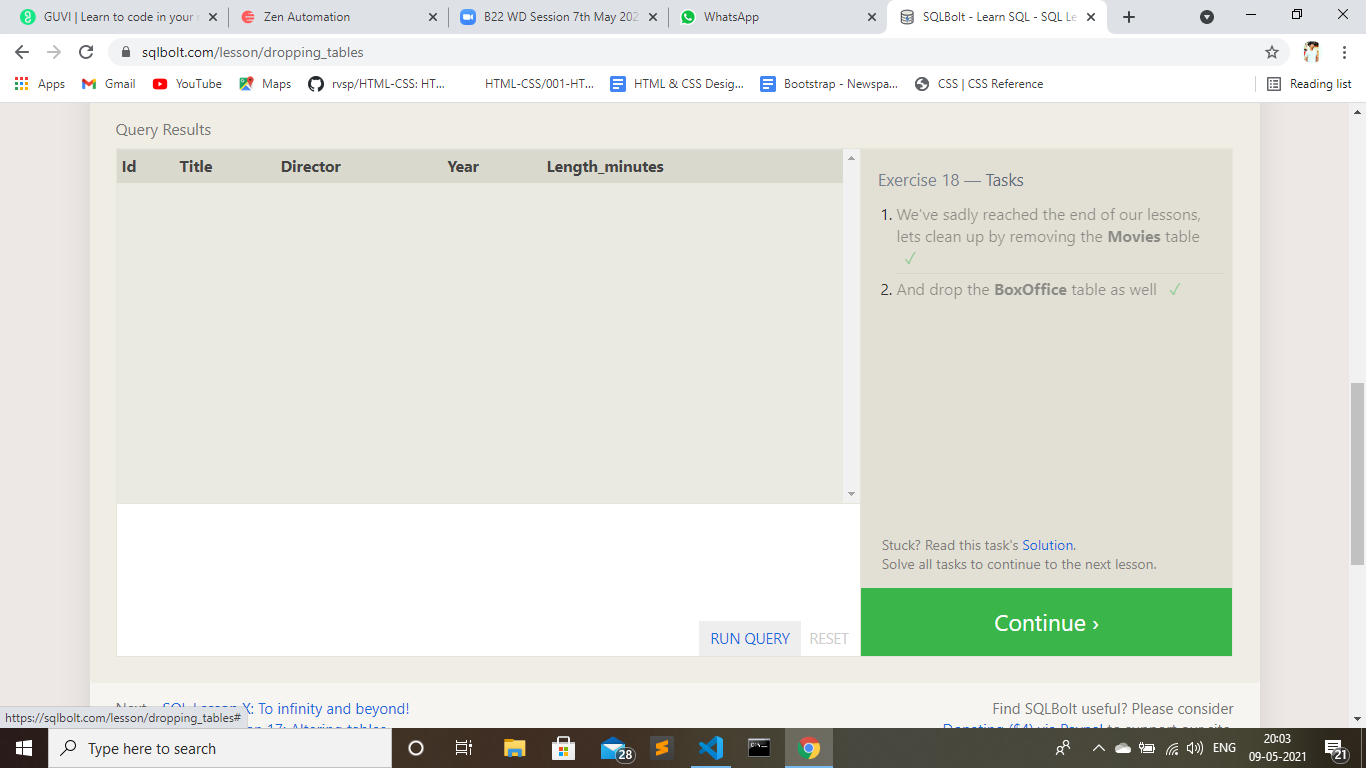 GUVI | Learn to code in your n
Zen Automation
B22 WD Session 7th May 202
WhatsApp
SQLBolt - Learn SQL - SQL Le
sqlbolt.com/lesson/dropping_tables
Apps
Gmail
YouTube
Maps
rvsp/HTML-CSS: HT...
HTML-CSS/001-HT...
HTML & CSS Desig...
Bootstrap - Newspa...
CSS | CSS Reference
Reading list
Query Results
Id Title Director Year Length_minutes
Exercise 18 — Tasks
1. We've sadly reached the end of our lessons,
lets clean up by removing the Movies table
✓
2. And drop the BoxOffice table as well ✓
Stuck? Read this task's Solution.
Solve all tasks to continue to the next lesson.
RUN QUERY RESET
Continue ›
Next – SQL Lesson X: To infinity and beyond!
Find SQLBolt useful? Please consider
17: Altering tables
Donating ($4) via Paypal to support our site.
https://sqlbolt.com/lesson/dropping_tables#
Type here to search
28
ENG
20:03
09-05-2021
21